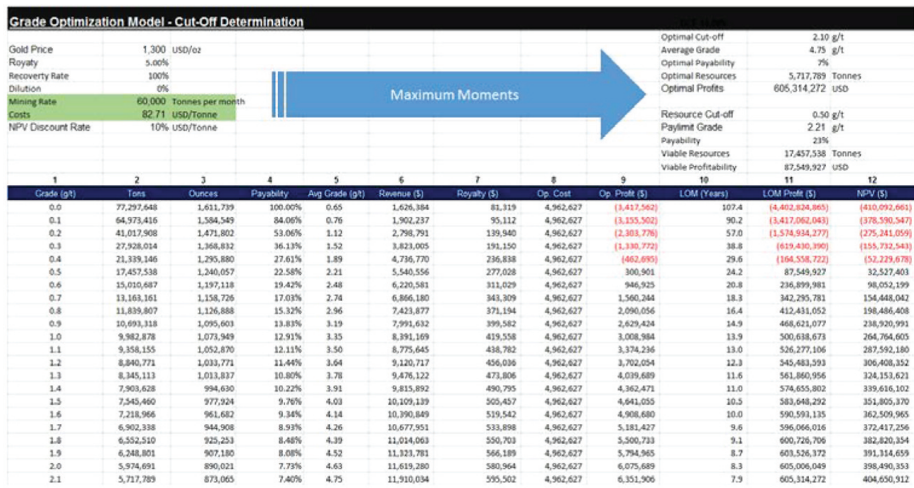 Grade Optimization Model - Cut-Off Determination
Optimal Cut-off 2.10 g/t
Gold Price 1,300 USD/oz Average Grade 4.75 g/t
Royaty 5.00% Optimal Payability 7%
Recoverty Rate 100% Optimal Resources 5,717,789 Tonnes
Dilution 0% Optimal Profits 605,314,272 USD
Mining Rate 60,000 Tonnes per month
Costs 82.71 USD/Tonne Resource Cut-off 0.50 g/t
NPV Discount Rate 10% USD/Tonne Paylimit Grade 2.21 g/t
Maximum Moments
Payability 23%
Viable Resources 17,457,538 Tonnes
Viable Profitability 87,549,927 USD
1 2 3 4 5 6 7 8 9 10 11 12
Grade (g/t) Tons Ounces Payability Avg Grade (g/t) Revenue ($) Royalty ($) Op. Cost Op. Profit ($) LOM (Years) LOM Profit ($) NPV ($)
0.0 77,297,648 1,611,739 100.00% 0.65 1,626,384 81,319 4,962,627 (3,417,562) 107.4 (4,402,824,865) (410,092,661)
0.1 64,973,416 1,584,549 84.06% 0.76 1,902,237 95,112 4,962,627 (3,155,502) 90.2 (3,417,062,043) (378,590,547)
0.2 41,017,908 1,471,802 53.06% 1.12 2,798,791 139,940 4,962,627 (2,303,776) 57.0 (1,574,934,277) (275,241,059)
0.3 27,928,014 1,368,832 36.13% 1.52 3,823,005 191,150 4,962,627 (1,330,772) 38.8 (619,430,390) (155,732,543)
0.4 21,339,146 1,295,880 27.61% 1.89 4,736,770 236,838 4,962,627 (462,695) 29.6 (164,558,722) (52,229,678)
0.5 17,457,538 1,240,057 22.58% 2.21 5,540,556 277,028 4,962,627 300,901 24.2 87,549,927 32,527,403
0.6 15,010,687 1,197,118 19.42% 2.48 6,220,581 311,029 4,962,627 946,925 20.8 236,899,981 98,052,199
0.7 13,163,161 1,158,726 17.03% 2.74 6,866,180 343,309 4,962,627 1,560,244 18.3 342,295,781 154,448,042
0.8 11,839,807 1,126,888 15.32% 2.96 7,423,877 371,194 4,962,627 2,090,056 16.4 412,431,052 198,486,408
0.9 10,693,318 1,095,603 13.83% 3.19 7,991,632 399,582 4,962,627 2,629,424 14.9 468,621,077 238,920,991
1.0 9,982,878 1,073,949 12.91% 3.35 8,391,169 419,558 4,962,627 3,008,984 13.9 500,638,673 264,764,605
1.1 9,358,155 1,052,870 12.11% 3.50 8,775,645 438,782 4,962,627 3,374,236 13.0 526,277,106 287,592,180
1.2 8,840,771 1,033,771 11.44% 3.64 9,120,717 456,036 4,962,627 3,702,054 12.3 545,483,593 306,408,352
1.3 8,345,113 1,013,837 10.80% 3.78 9,476,122 473,806 4,962,627 4,039,689 11.6 561,860,956 324,153,621
1.4 7,903,628 994,630 10.22% 3.91 9,815,892 490,795 4,962,627 4,362,471 11.0 574,655,802 339,616,102
1.5 7,545,460 977,924 9.76% 4.03 10,109,139 505,457 4,962,627 4,641,055 10.5 583,648,292 351,805,370
1.6 7,218,966 961,682 9.34% 4.14 10,390,849 519,542 4,962,627 4,908,680 10.0 590,593,135 362,509,965
1.7 6,902,338 944,908 8.93% 4.26 10,677,951 533,898 4,962,627 5,181,427 9.6 596,066,016 372,417,256
1.8 6,552,510 925,253 8.48% 4.39 11,014,063 550,703 4,962,627 5,500,733 9.1 600,726,706 382,820,354
1.9 6,248,801 907,180 8.08% 4.52 11,323,781 566,189 4,962,627 5,794,965 8.7 603,526,372 391,314,659
2.0 5,974,691 890,021 7.73% 4.63 11,619,280 580,964 4,962,627 6,075,689 8.3 605,006,049 398,490,353
2.1 5,717,789 873,065 7.40% 4.75 11,910,034 595,502 4,962,627 6,351,906 7.9 605,314,272 404,650,912